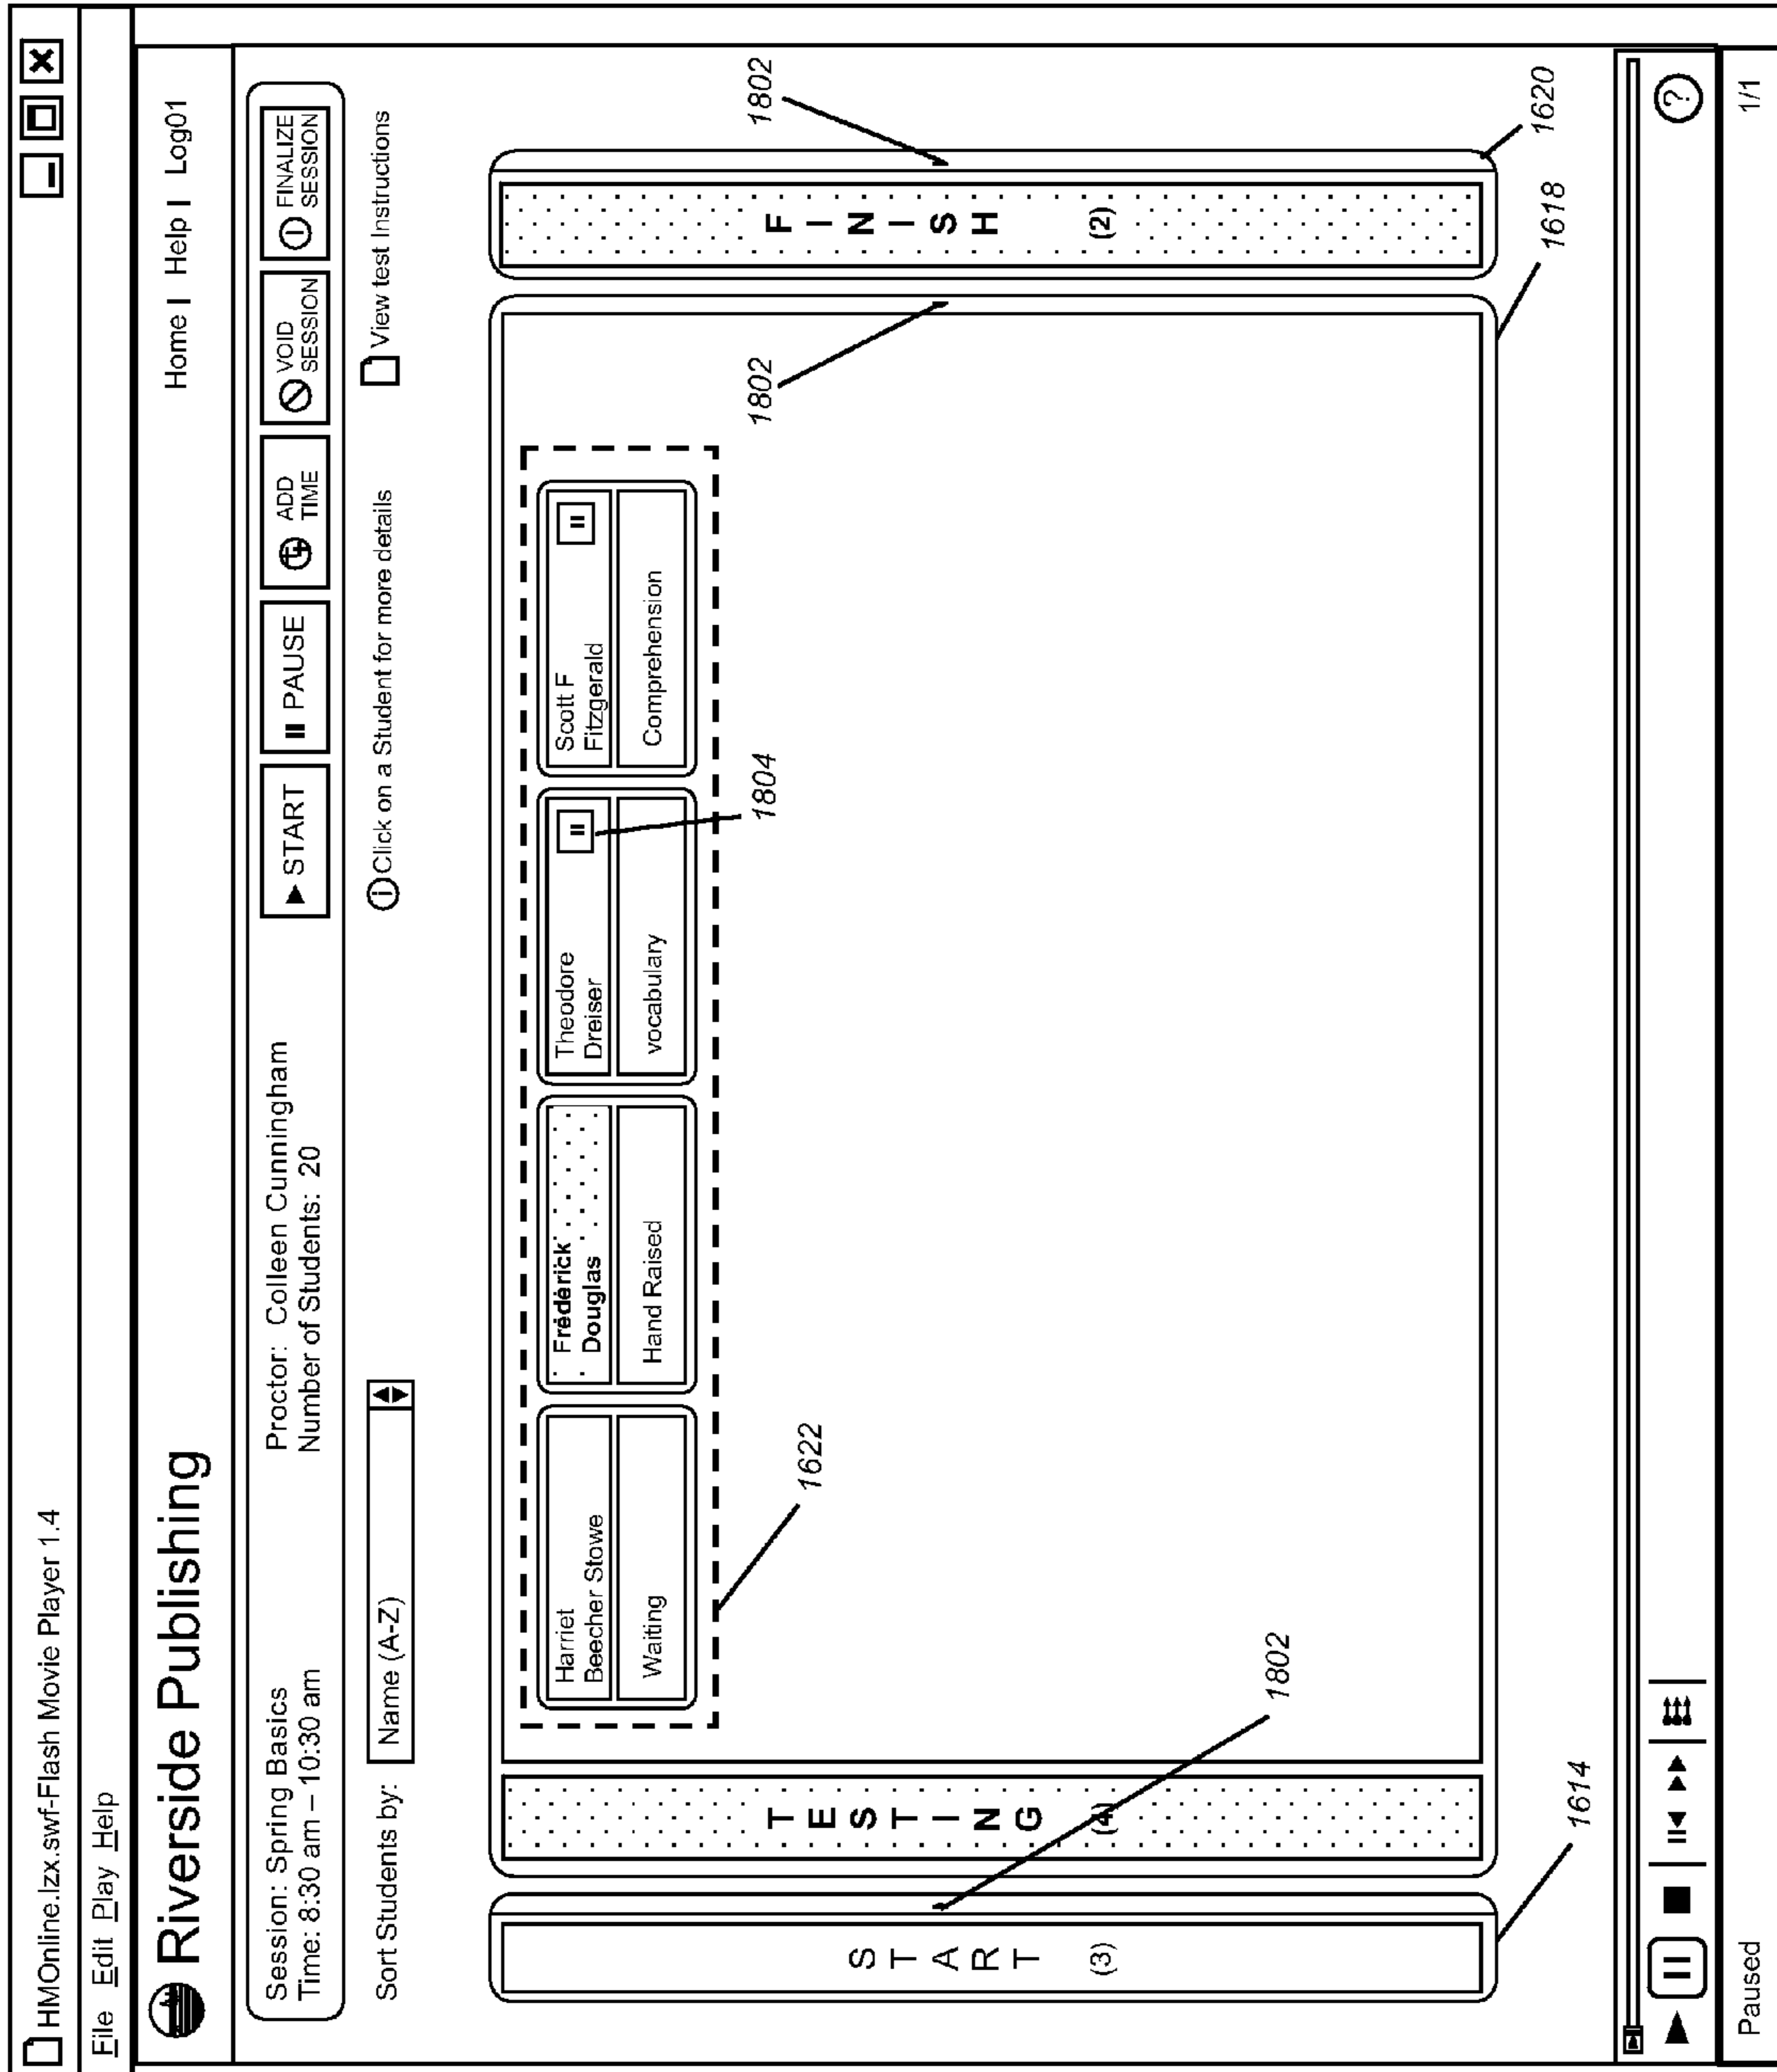 HMOnline.lzx.swf-Flash Movie Player 1.4
File Edit Play Help
Riverside Publishing
Home I Help I Log01
Session: Spring Basics
Time: 8:30 am – 10:30 am
Proctor: Colleen Cunningham
Number of Students: 20
START
PAUSE
ADD
TIME
VOID
SESSION
FINALIZE
SESSION
Sort Students by: Name (A-Z)
Click on a Student for more details
View test Instructions
START
(3)
TESTING
(4)
Harriet
Beecher Stowe
Waiting
Frederick
Douglas
Hand Raised
Theodore
Dreiser
vocabulary
Scott F
Fitzgerald
Comprehension
FINISH
(2)
1802
1802
1804
1622
1802
1620
1618
1614
?
Paused
1/1